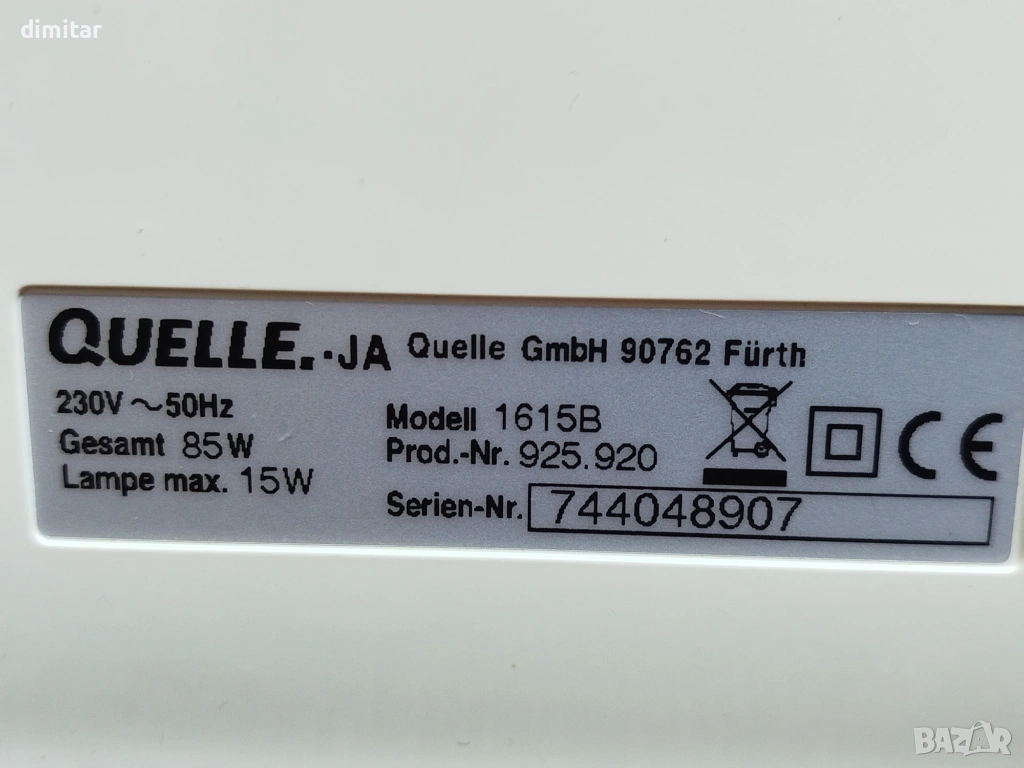 dimitar
QUELLE.·JA Quelle GmbH 90762 Fürth
230V ~50Hz
Gesamt 85W
Lampe max. 15W
Modell 1615B
Prod.-Nr. 925.920
Serien-Nr. 744048907
CE
BAZAR